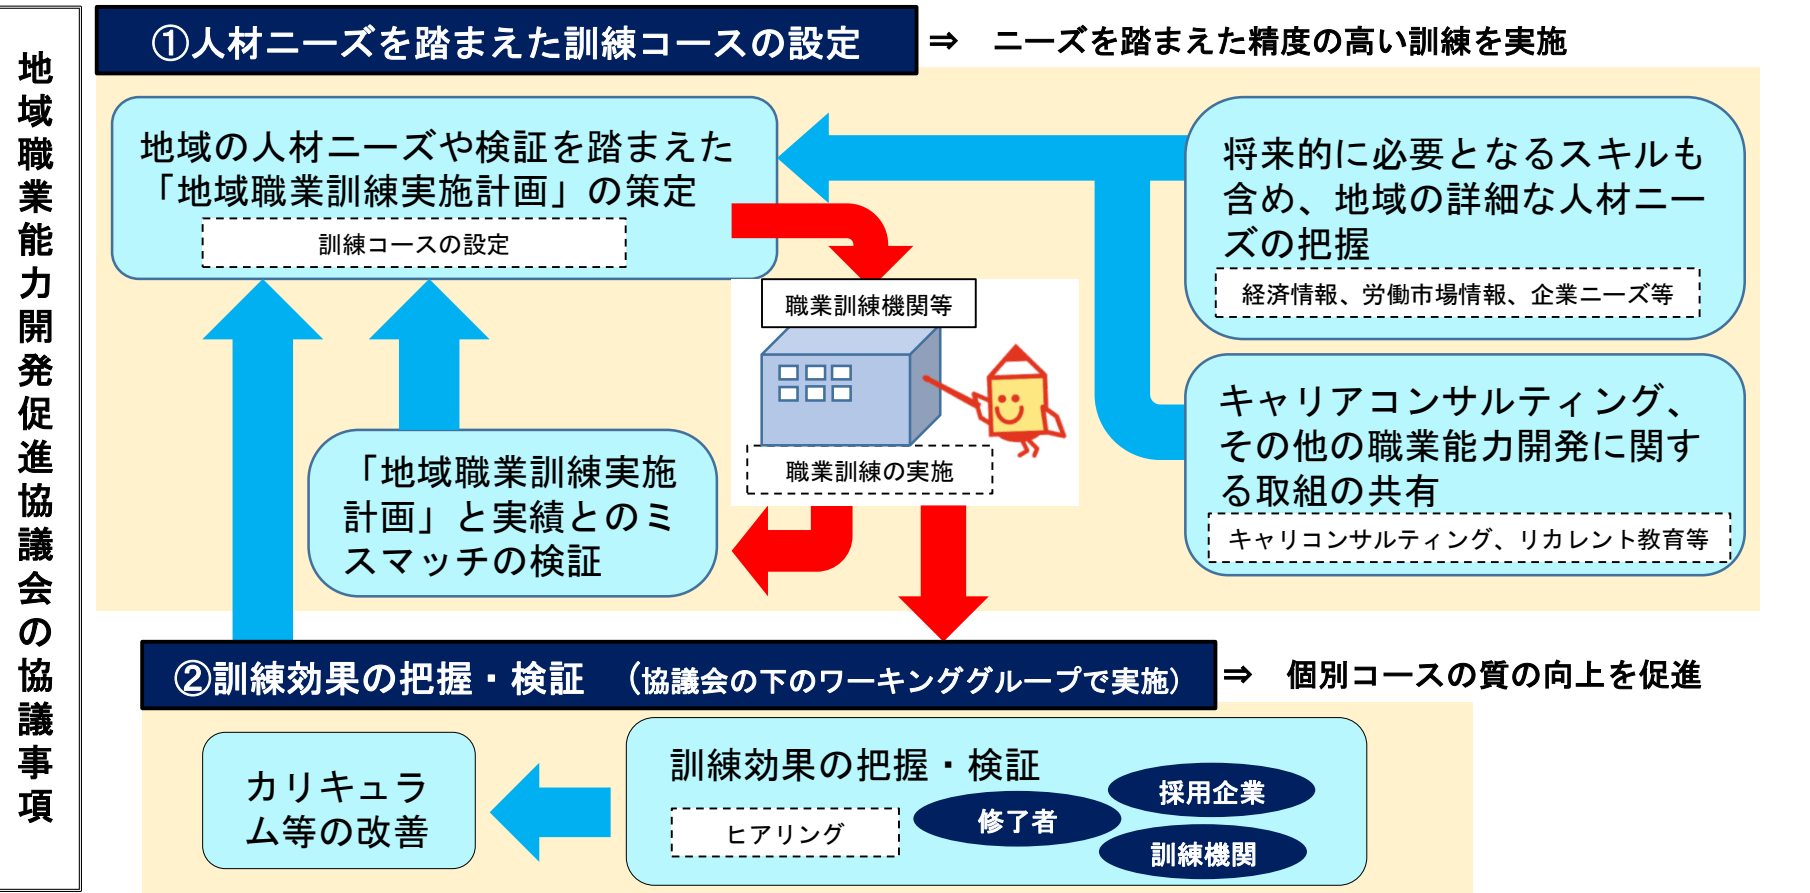 地域職業能力開発促進協議会の協議事項
①人材ニーズを踏まえた訓練コースの設定
⇒　ニーズを踏まえた精度の高い訓練を実施
地域の人材ニーズや検証を踏まえた
「地域職業訓練実施計画」の策定
訓練コースの設定
将来的に必要となるスキルも
含め、地域の詳細な人材ニー
ズの把握
経済情報、労働市場情報、企業ニーズ等
職業訓練機関等
職業訓練の実施
キャリアコンサルティング、
その他の職業能力開発に関す
る取組の共有
キャリコンサルティング、リカレント教育等
「地域職業訓練実施
計画」と実績とのミ
スマッチの検証
②訓練効果の把握・検証　（協議会の下のワーキンググループで実施）
⇒　個別コースの質の向上を促進
カリキュラ
ム等の改善
訓練効果の把握・検証
ヒアリング
修了者
採用企業
訓練機関